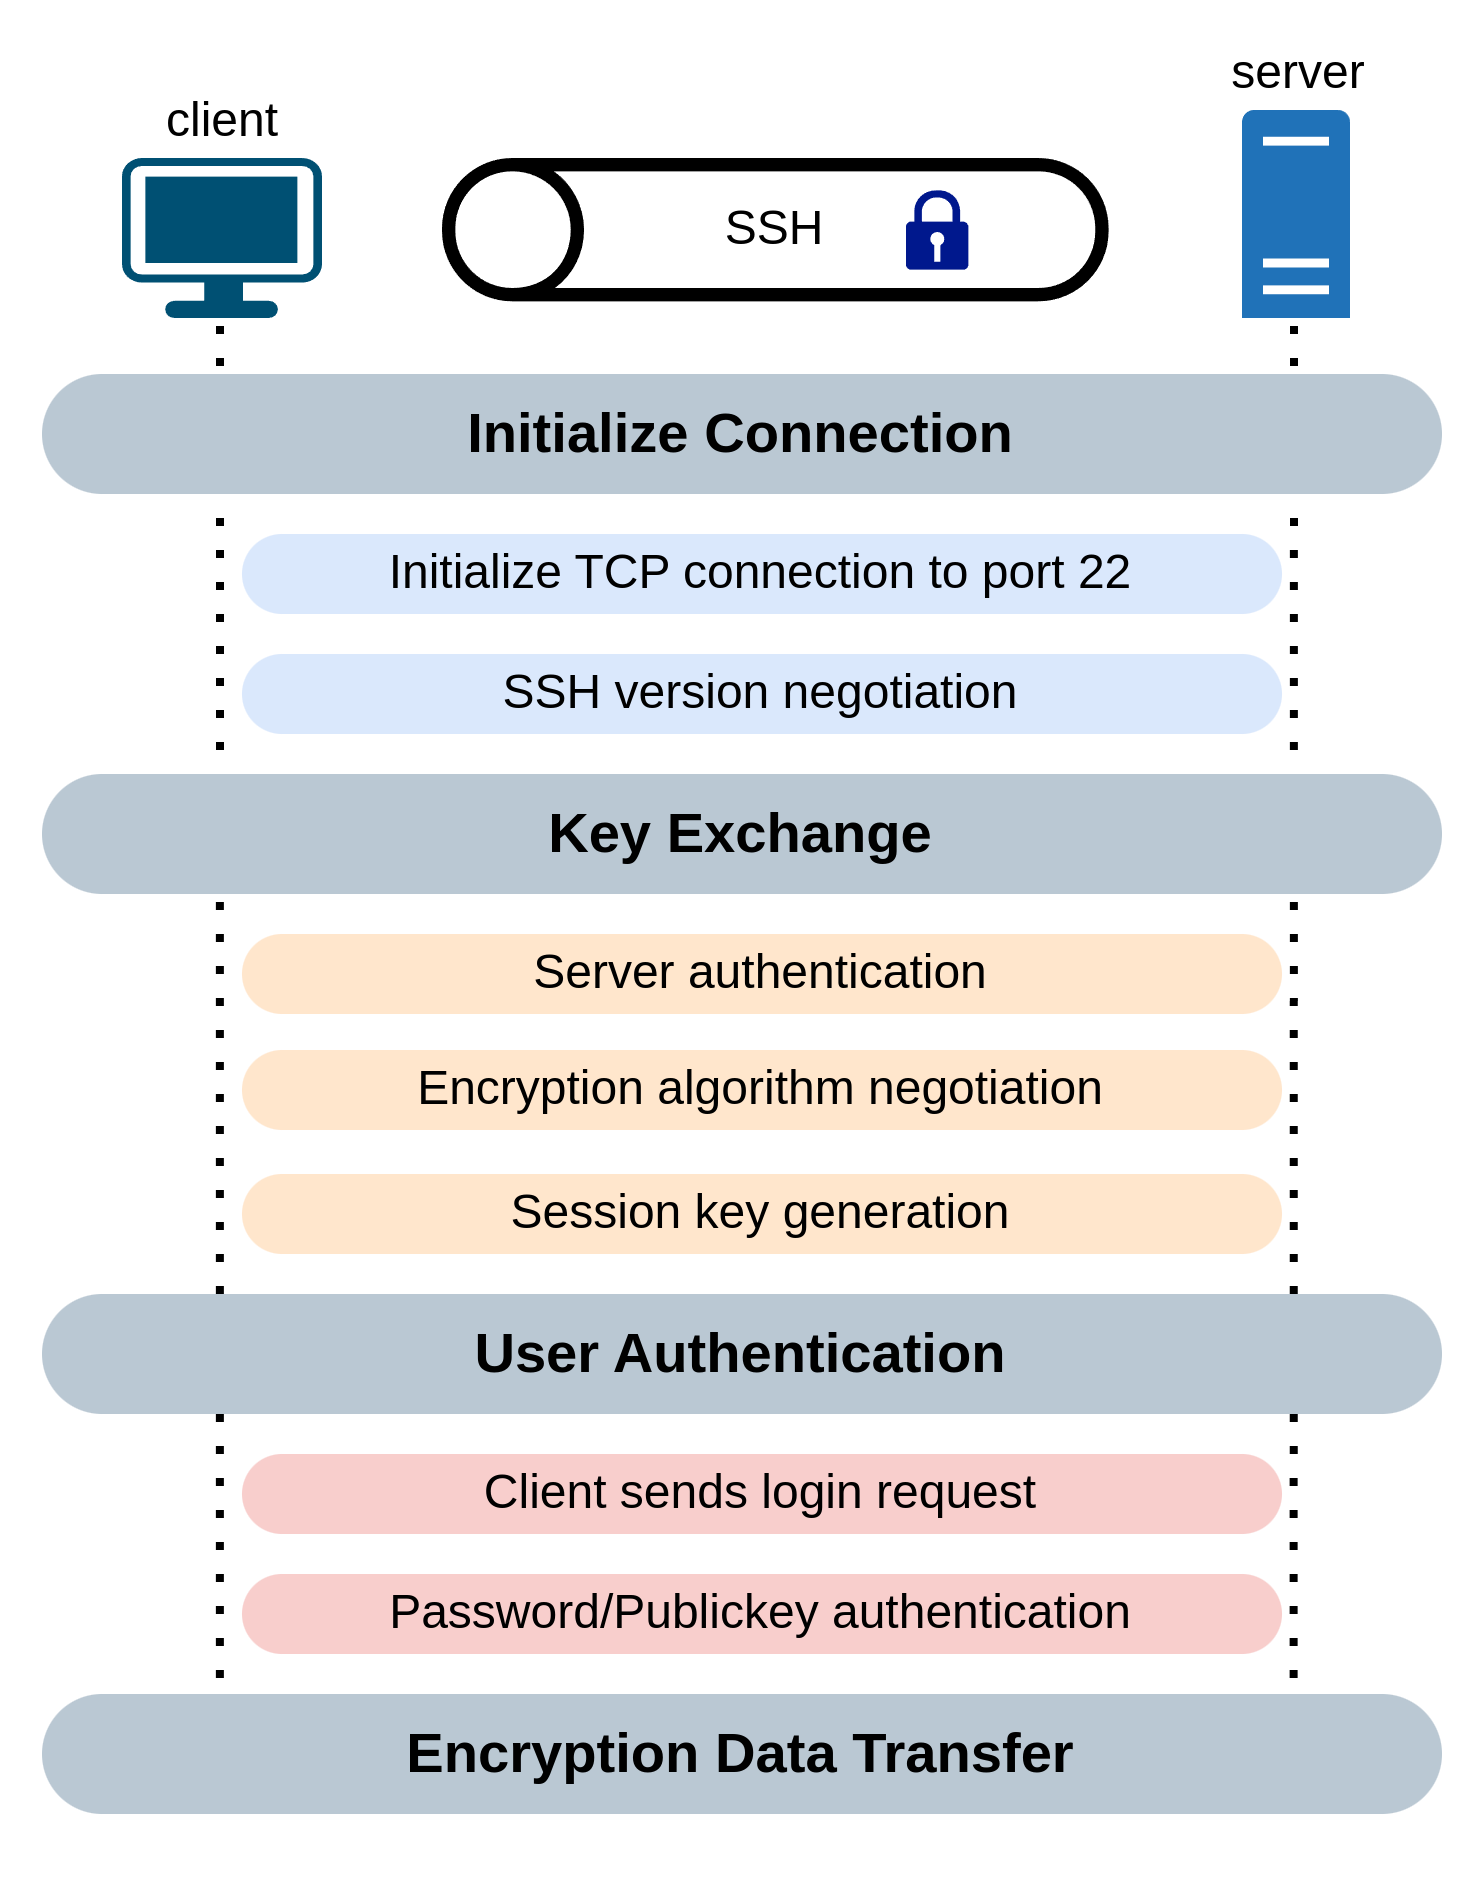 server
client
SSH
Initialize Connection
Initialize TCP connection to port 22
SSH version negotiation
Key Exchange
Server authentication
Encryption algorithm negotiation
Session key generation
User Authentication
Client sends login request
Password/Publickey authentication
Encryption Data Transfer